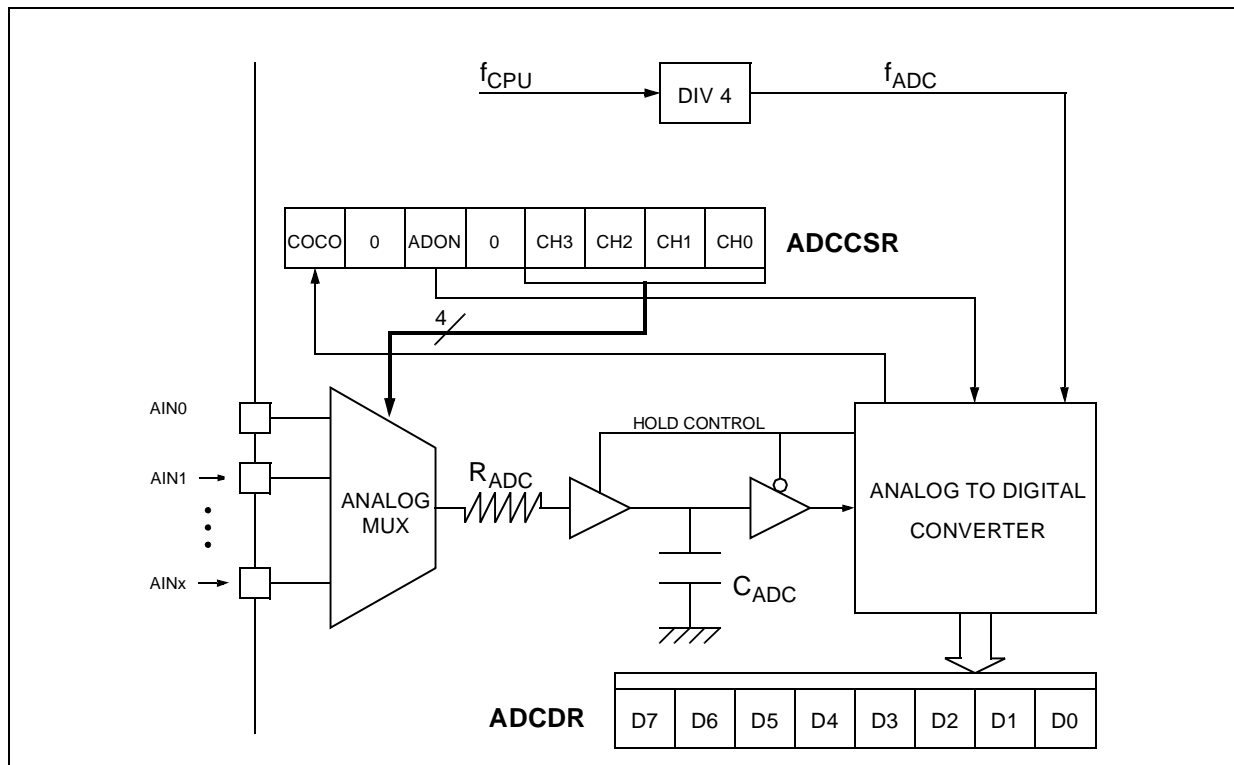 fCPU
DIV 4
fADC
COCO 0 ADON 0 CH3 CH2 CH1 CH0
ADCCSR
4
AIN0
AIN1
AINx
ANALOG
MUX
RADC
HOLD CONTROL
CADC
ANALOG TO DIGITAL
CONVERTER
ADCDR
D7 D6 D5 D4 D3 D2 D1 D0